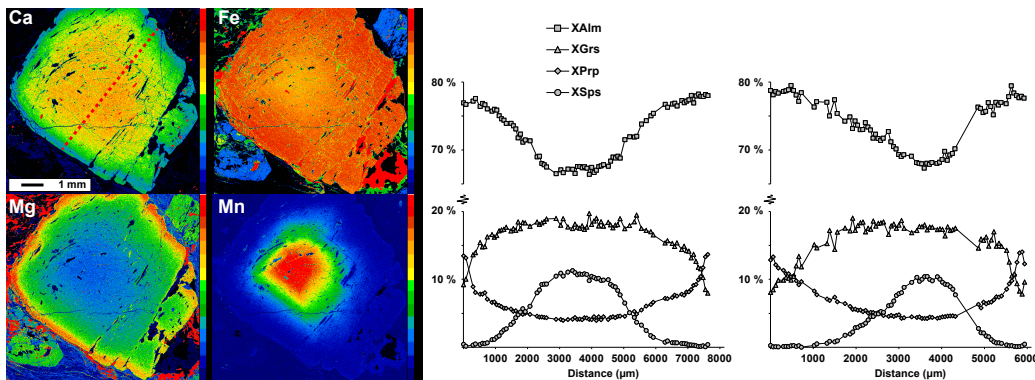 Ca
Fe
1 mm
Mg
Mn
XAlm
XGrs
XPrp
XSps
80 %
70 %
20 %
10 %
1000 2000 3000 4000 5000 6000 7000 8000
Distance (µm)
80 %
70 %
20 %
10 %
1000 2000 3000 4000 5000 6000
Distance (µm)